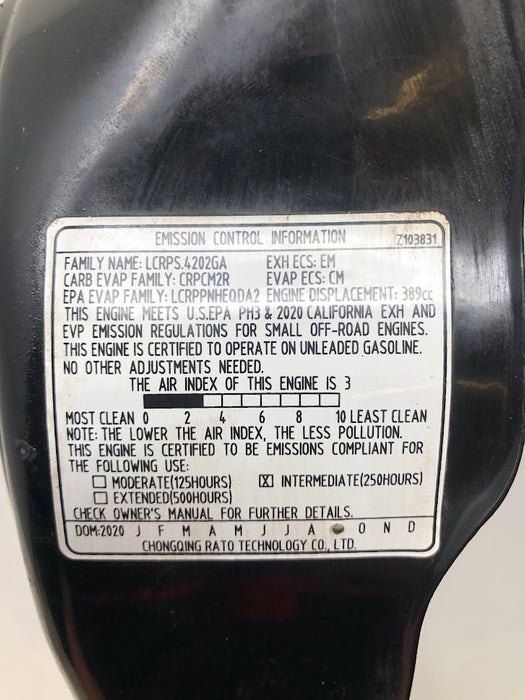 EMISSION CONTROL INFORMATION Z103831
FAMILY NAME: LCRPS.4202GA EXH ECS: EM
CARB EVAP FAMILY: CRPCM2R EVAP ECS: CM
EPA EVAP FAMILY: LCRPPNHEQDA2 ENGINE DISPLACEMENT: 389cc
THIS ENGINE MEETS U.S.EPA PH3 & 2020 CALIFORNIA EXH AND
EVP EMISSION REGULATIONS FOR SMALL OFF-ROAD ENGINES.
THIS ENGINE IS CERTIFIED TO OPERATE ON UNLEADED GASOLINE.
NO OTHER ADJUSTMENTS NEEDED.
THE AIR INDEX OF THIS ENGINE IS 3
MOST CLEAN 0 2 4 6 8 10 LEAST CLEAN
NOTE: THE LOWER THE AIR INDEX, THE LESS POLLUTION.
THIS ENGINE IS CERTIFIED TO BE EMISSIONS COMPLIANT FOR
THE FOLLOWING USE:
☐ MODERATE(125HOURS) ☒ INTERMEDIATE(250HOURS)
☐ EXTENDED(500HOURS)
CHECK OWNER'S MANUAL FOR FURTHER DETAILS.
DOM:2020 J F M A M J J A O N D
CHONGQING RATO TECHNOLOGY CO., LTD.